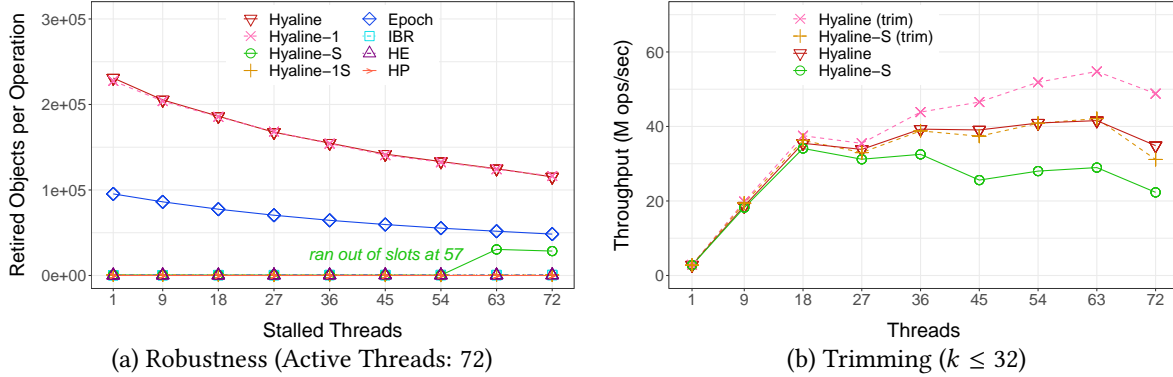 Retired Objects per Operation
3e+05
2e+05
1e+05
0e+00
Hyaline
Hyaline-1
Hyaline-S
Hyaline-1S
Epoch
IBR
HE
HP
ran out of slots at 57
1 9 18 27 36 45 54 63 72
Stalled Threads
(a) Robustness (Active Threads: 72)
Throughput (M ops/sec)
60
40
20
0
Hyaline (trim)
Hyaline-S (trim)
Hyaline
Hyaline-S
1 9 18 27 36 45 54 63 72
Threads
(b) Trimming (k ≤ 32)